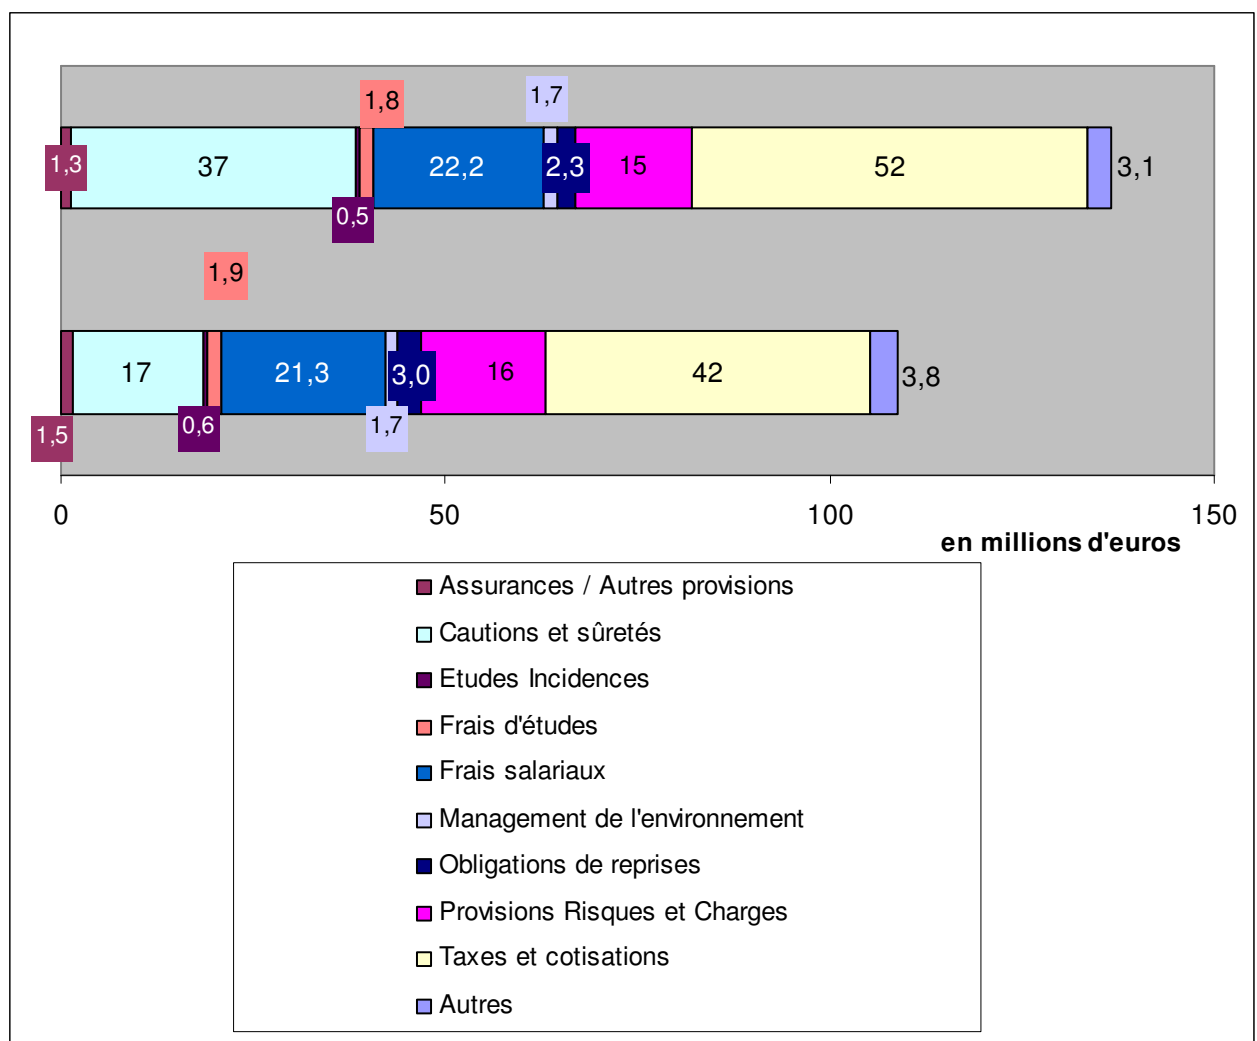 1,8
1,7
1,3
37
22,2
2,3
15
52
3,1
0,5
1,9
17
21,3
3,0
16
42
3,8
1,5
0,6
1,7
0
50
100
150
en millions d'euros
Assurances / Autres provisions
Cautions et sûretés
Etudes Incidences
Frais d'études
Frais salariaux
Management de l'environnement
Obligations de reprises
Provisions Risques et Charges
Taxes et cotisations
Autres